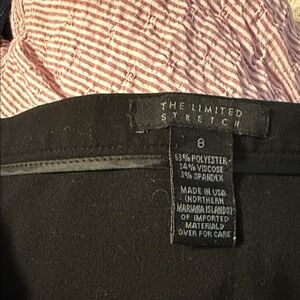 THE LIMITED
STRETCH
8
63% POLYESTER
34% VISCOSE
3% SPANDEX
MADE IN USA
(NORTHERN
MARIANA ISLANDS)
OF IMPORTED
MATERIALS
OVER FOR CARE